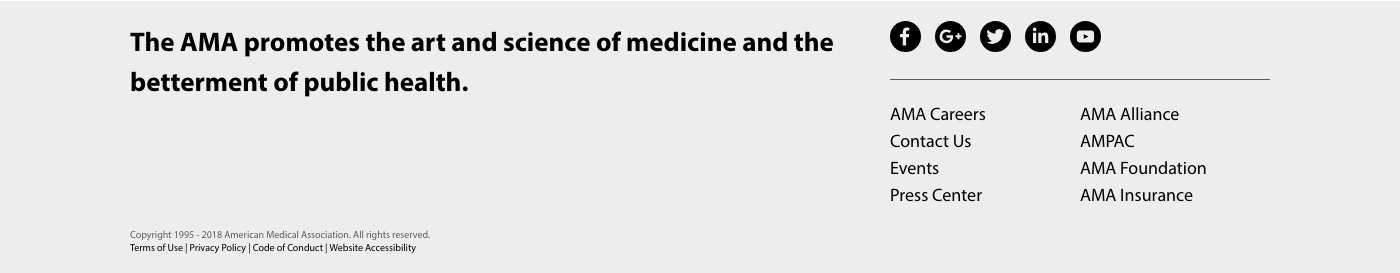 The AMA promotes the art and science of medicine and the
betterment of public health.
AMA Careers
Contact Us
Events
Press Center
AMA Alliance
AMPAC
AMA Foundation
AMA Insurance
Copyright 1995 - 2018 American Medical Association. All rights reserved.
Terms of Use | Privacy Policy | Code of Conduct | Website Accessibility